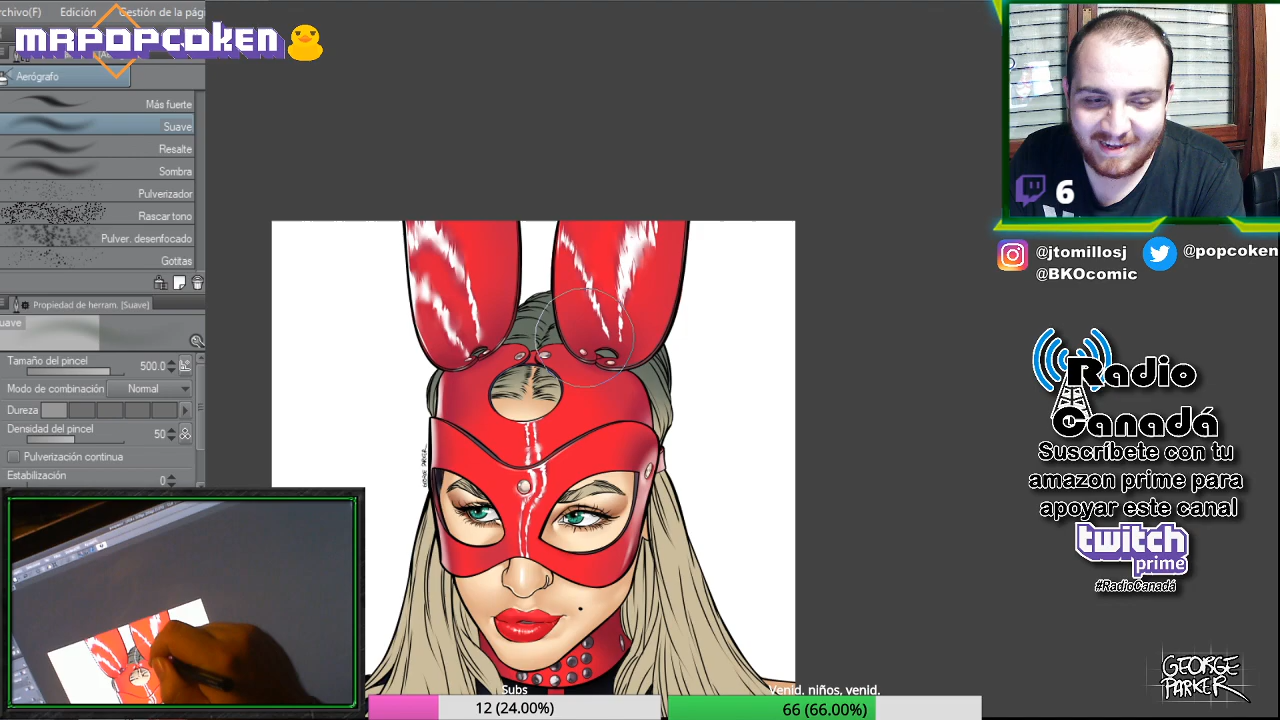 rchivo(F) Edición Gestión de la pág
MRPOPCOKEN
Aerógrafo
Más fuerte
Suave
Resalte
Sombra
Pulverizador
Rascar tono
Pulver. desenfocado
Gotitas
Propiedad de herram. [Suave]
uave
Tamaño del pincel 500.0
Modo de combinación Normal
Dureza
Densidad del pincel 50
Pulverización continua
Estabilización 0
6
@jtomillosj
@popcoken
@BKOcomic
Radio
Canadá
Suscríbete con tu
amazon prime para
apoyar este canal
twitch
prime
#RadioCanadá
GEORGE
PARKER
GEORGE PARKER
Subs
12 (24.00%)
Venid, niños, venid.
66 (66.00%)